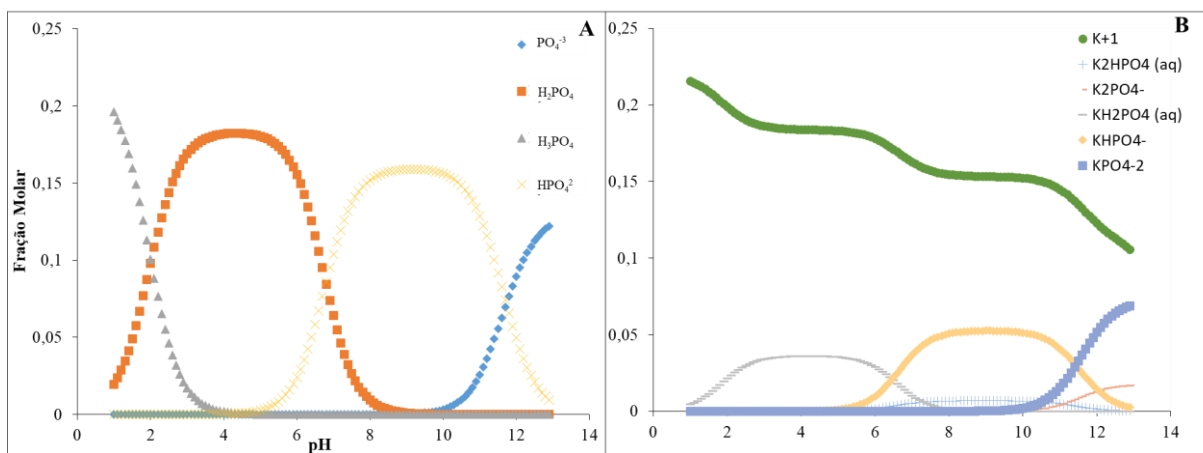 A
0,25
0,2
0,15
0,1
0,05
0
Fração Molar
0 2 4 6 8 10 12 14
pH
PO₄⁻³
H₂PO₄
-
H₃PO₄
HPO₄²
-
B
0,25
0,2
0,15
0,1
0,05
0
0 2 4 6 8 10 12 14
K+1
K2HPO4 (aq)
K2PO4-
KH2PO4 (aq)
KHPO4-
KPO4-2